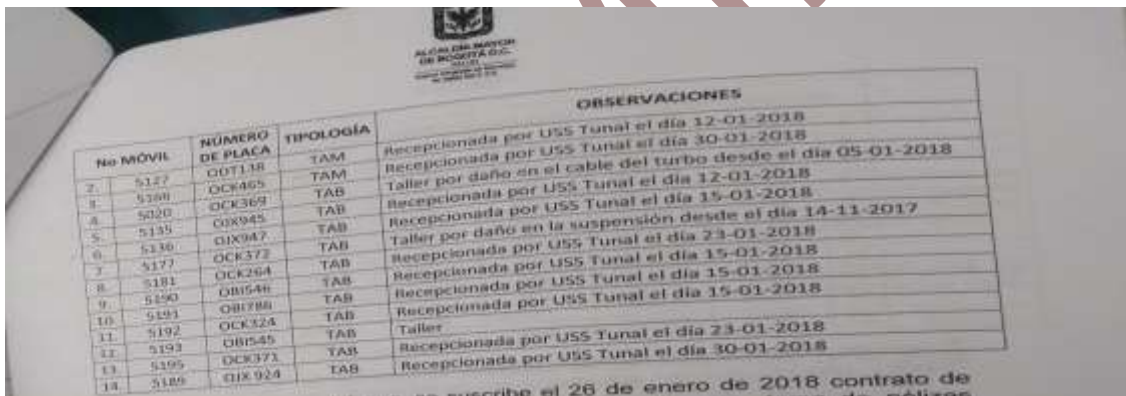 ALCALDÍA MAYOR
DE BOGOTÁ D.C.
No MÓVIL NÚMERO DE PLACA TIPOLOGÍA OBSERVACIONES
2. 5127 OOT138 TAM Recepcionada por USS Tunal el día 12-01-2018
3. 5168 OCK465 TAM Recepcionada por USS Tunal el día 30-01-2018
4. 5020 OCK369 TAB Taller por daño en el cable del turbo desde el día 05-01-2018
5. 5135 OJX945 TAB Recepcionada por USS Tunal el día 12-01-2018
6. 5136 OJX947 TAB Recepcionada por USS Tunal el día 15-01-2018
7. 5177 OCK372 TAB Taller por daño en la suspensión desde el día 14-11-2017
8. 5181 OCK264 TAB Recepcionada por USS Tunal el día 23-01-2018
9. 5190 OBI546 TAB Recepcionada por USS Tunal el día 15-01-2018
10. 5191 OBI786 TAB Recepcionada por USS Tunal el día 15-01-2018
11. 5192 OCK324 TAB Recepcionada por USS Tunal el día 15-01-2018
12. 5193 OBI545 TAB Taller
13. 5195 OCK371 TAB Recepcionada por USS Tunal el día 23-01-2018
14. 5189 OJX 924 TAB Recepcionada por USS Tunal el día 30-01-2018
suscribe el 26 de enero de 2018 contrato de
de pólizas